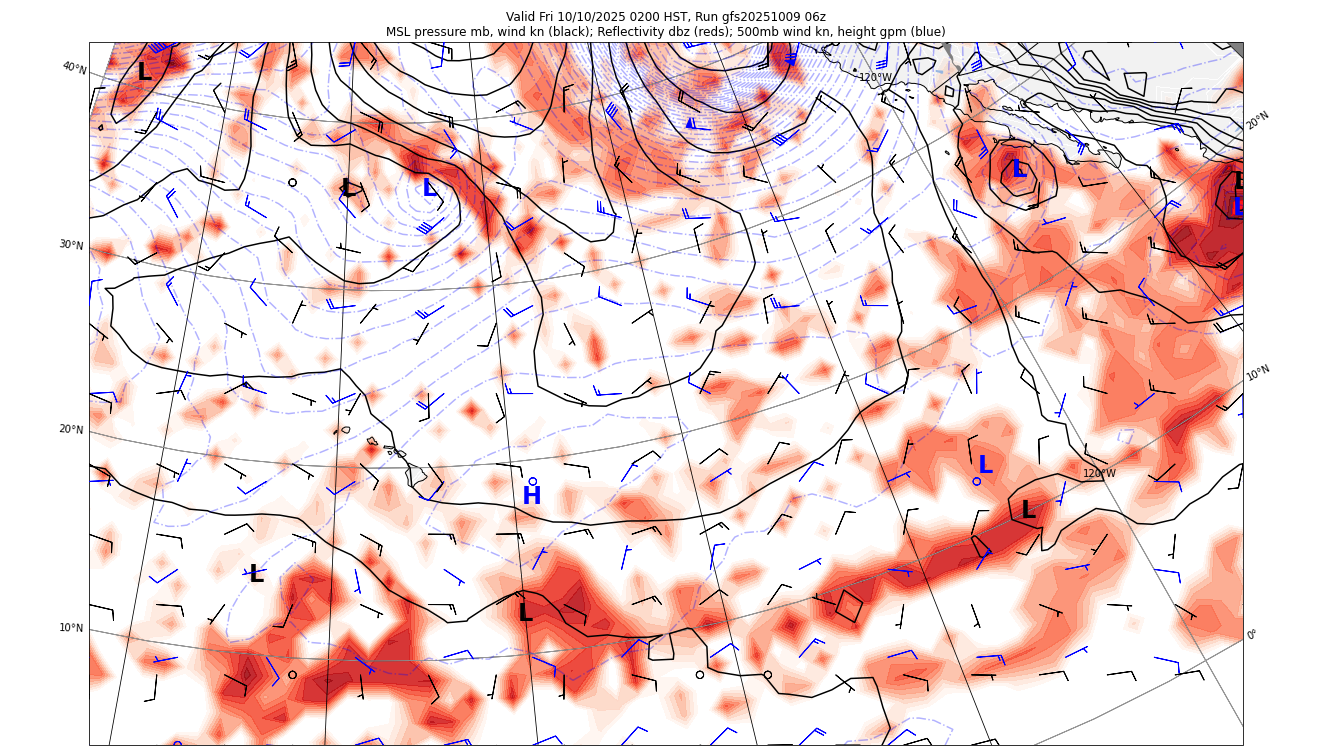 Valid Fri 10/10/2025 0200 HST, Run gfs20251009 06z
MSL pressure mb, wind kn (black); Reflectivity dbz (reds); 500mb wind kn, height gpm (blue)
40°N
L
120°W
20°N
L
L
L
L
30°N
10°N
20°N
L
120°W
H
L
L
L
10°N
0°